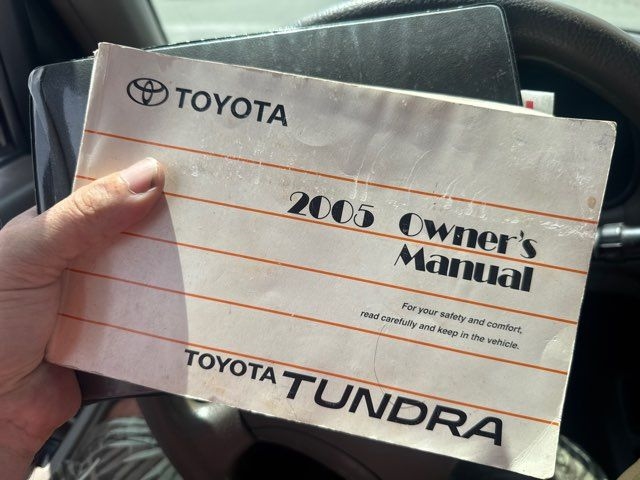 TOYOTA
2005 Owner's
Manual
For your safety and comfort,
read carefully and keep in the vehicle.
TOYOTA TUNDRA